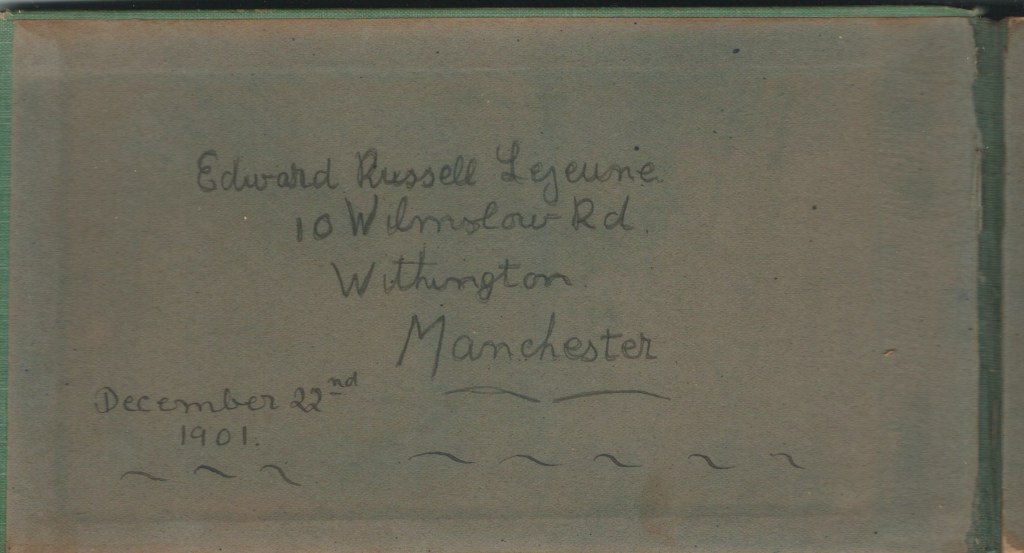 Edward Russell Lejeune.
10 Wilmslow Rd.
Withington.
Manchester
December 22nd
1901.